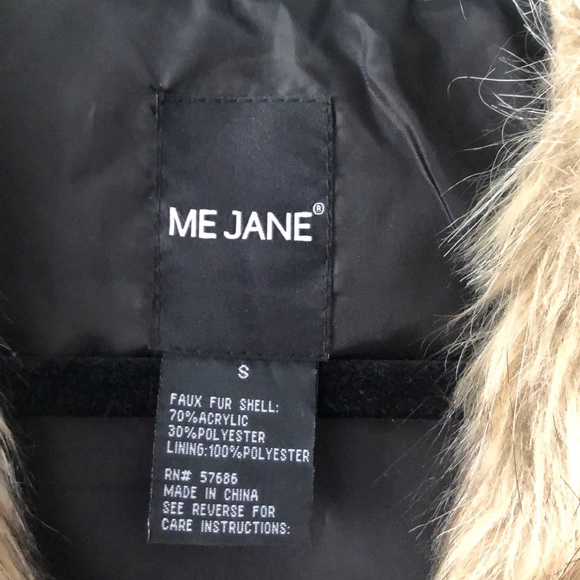 ME JANE®
S
FAUX FUR SHELL:
70%ACRYLIC
30%POLYESTER
LINING:100%POLYESTER
RN# 57686
MADE IN CHINA
SEE REVERSE FOR
CARE INSTRUCTIONS: